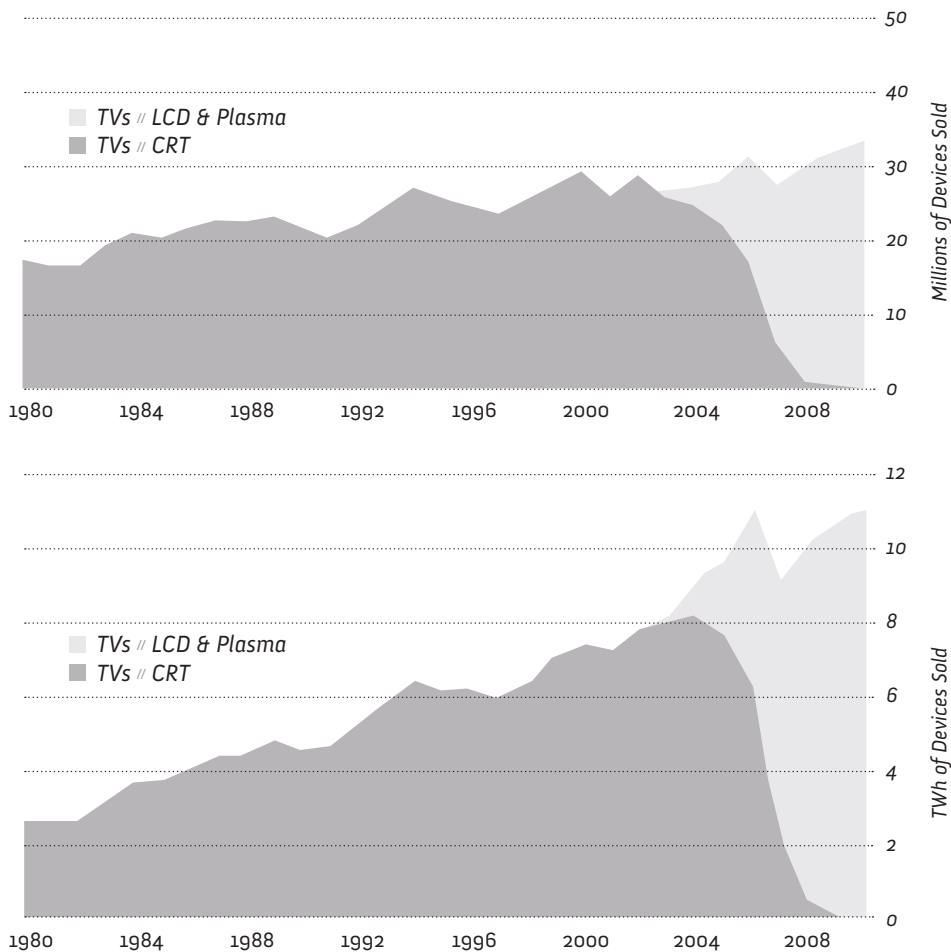 50
40
TVs // LCD & Plasma
TVs // CRT
30
20
10
0
Millions of Devices Sold
1980 1984 1988 1992 1996 2000 2004 2008
12
10
8
TVs // LCD & Plasma
TVs // CRT
6
4
2
0
TWh of Devices Sold
1980 1984 1988 1992 1996 2000 2004 2008